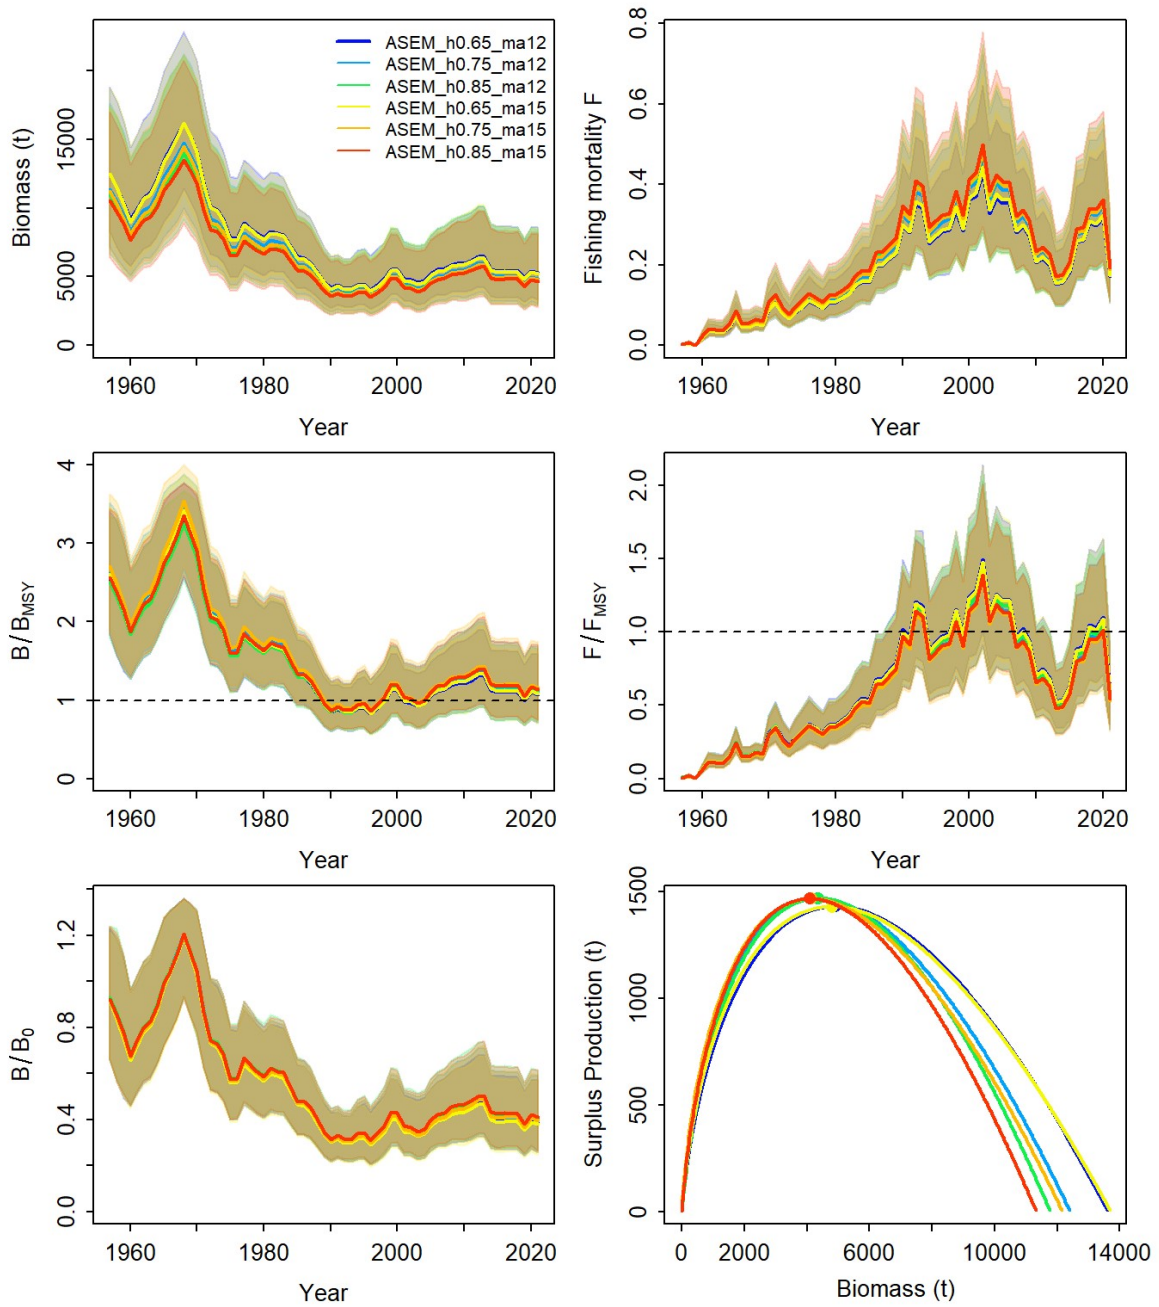 Biomass (t)
0
5000
15000
ASEM_h0.65_ma12
ASEM_h0.75_ma12
ASEM_h0.85_ma12
ASEM_h0.65_ma15
ASEM_h0.75_ma15
ASEM_h0.85_ma15
1960 1980 2000 2020
Year
Fishing mortality F
0.0 0.2 0.4 0.6 0.8
1960 1980 2000 2020
Year
B/BMSY
0 1 2 3 4
1960 1980 2000 2020
Year
F/FMSY
0.0 0.5 1.0 1.5 2.0
1960 1980 2000 2020
Year
B/B0
0.0 0.4 0.8 1.2
1960 1980 2000 2020
Year
Surplus Production (t)
0 500 1000 1500
0 2000 6000 10000 14000
Biomass (t)